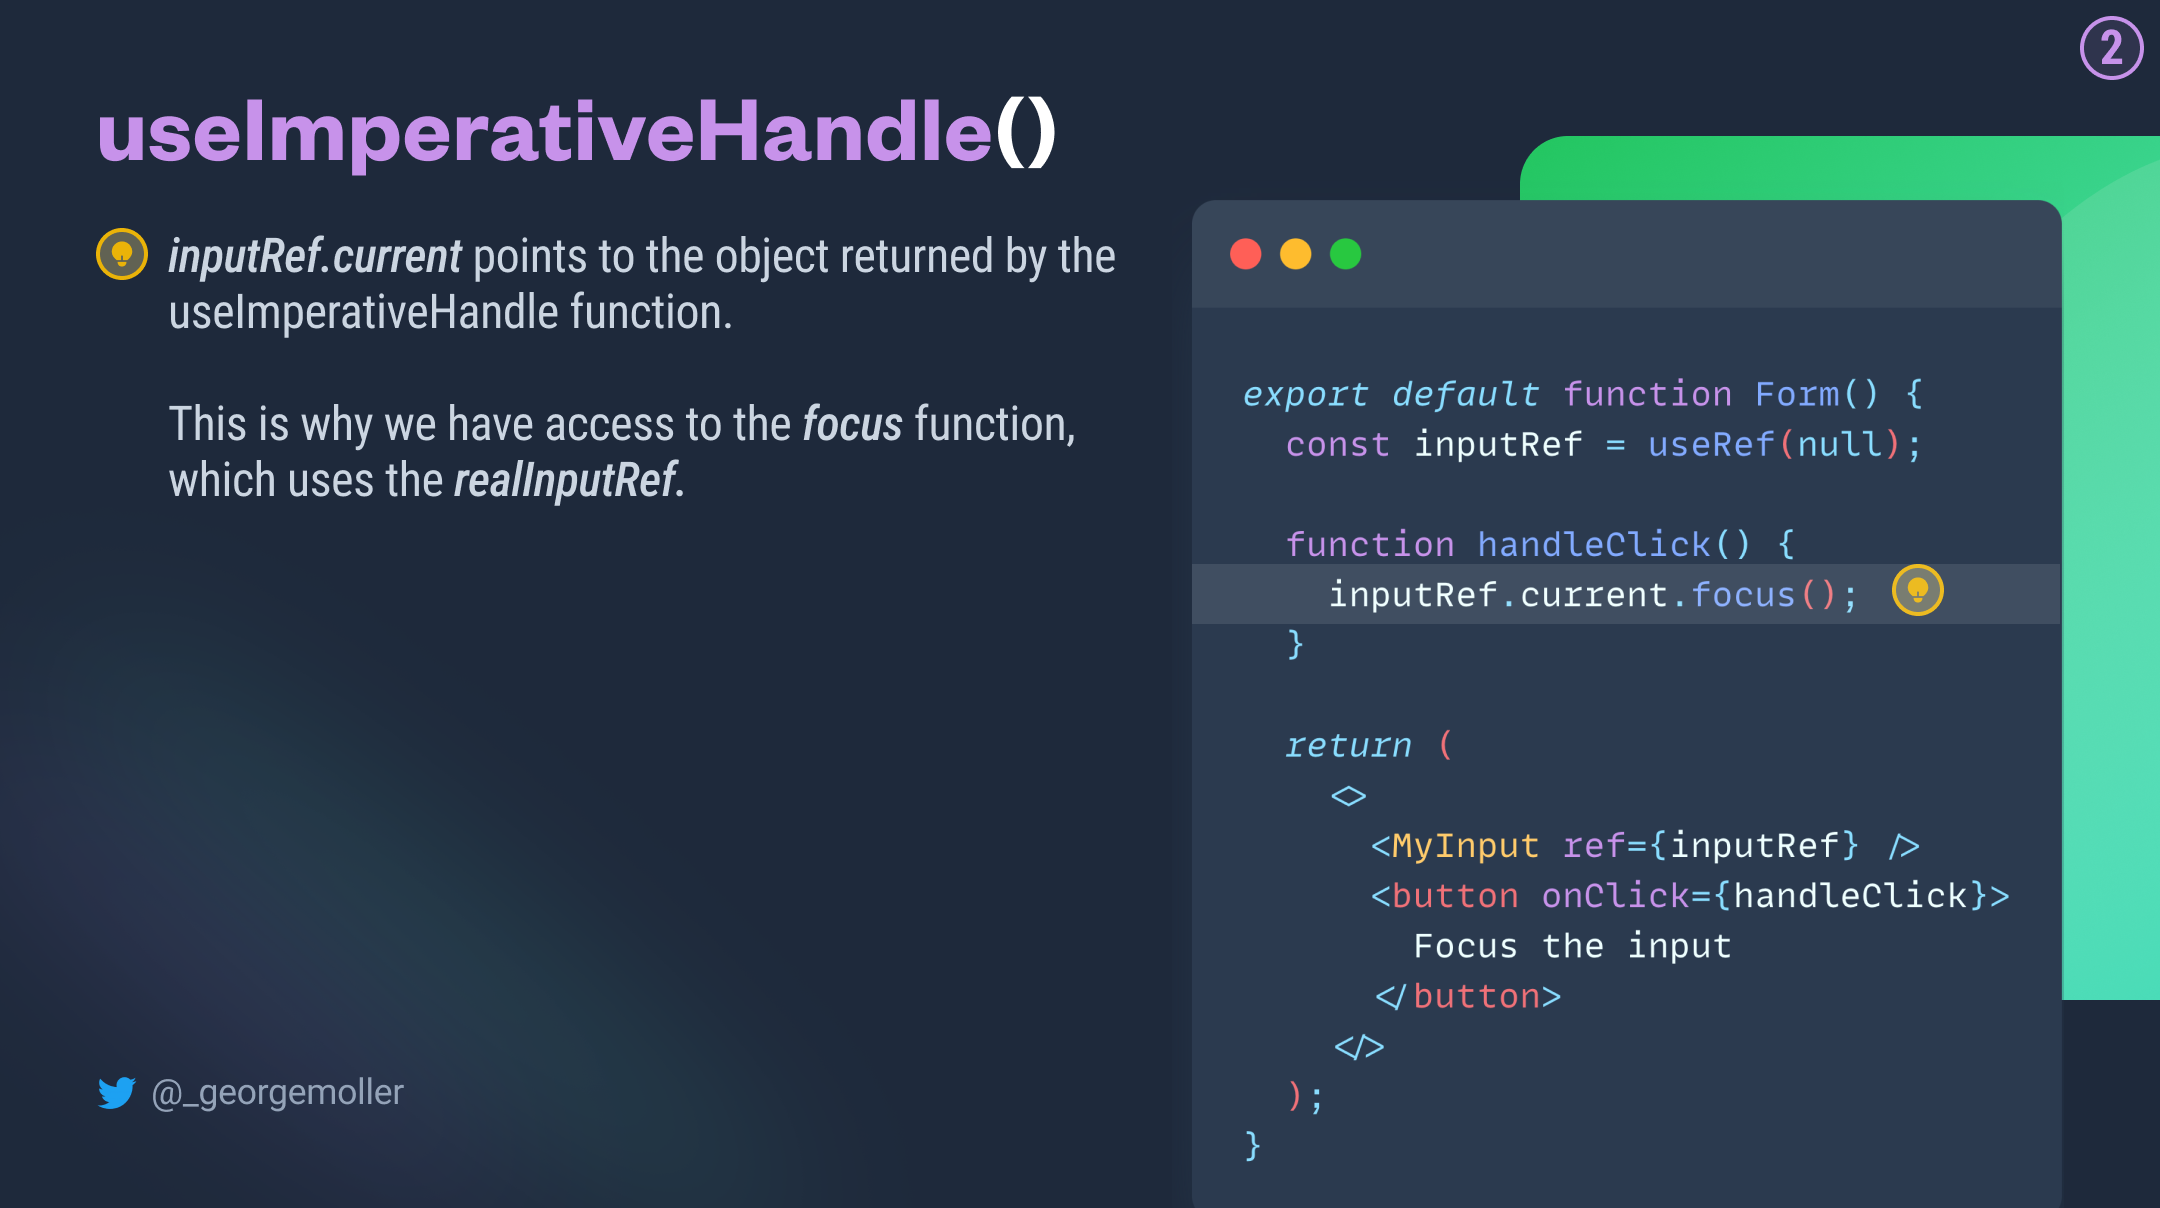 2
useImperativeHandle()
inputRef.current points to the object returned by the
useImperativeHandle function.
This is why we have access to the focus function,
which uses the realInputRef.
export default function Form() {
  const inputRef = useRef(null);
  function handleClick() {
    inputRef.current.focus();
  }
  return (
    <>
      <MyInput ref={inputRef} />
      <button onClick={handleClick}>
        Focus the input
      </button>
    </>
  );
}
@_georgemoller